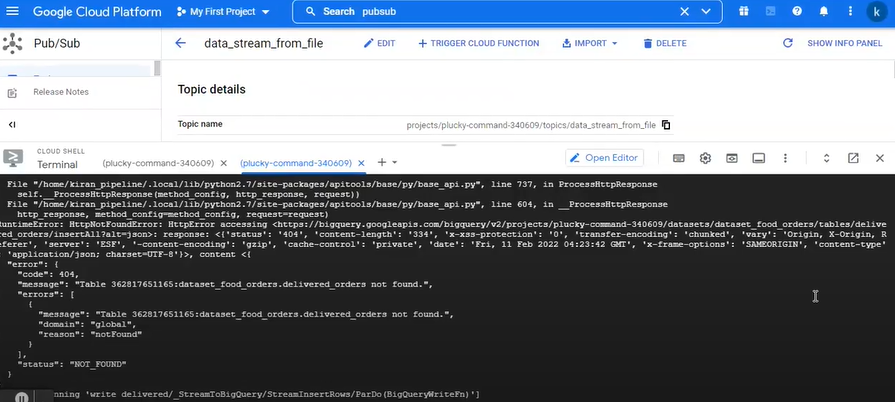 Google Cloud Platform My First Project Search pubsub k
Pub/Sub data_stream_from_file EDIT TRIGGER CLOUD FUNCTION IMPORT DELETE SHOW INFO PANEL
Release Notes
Topic details
Topic name projects/plucky-command-340609/topics/data_stream_from_file
CLOUD SHELL
Terminal (plucky-command-340609) (plucky-command-340609) Open Editor
File "/home/kiran_pipeline/.local/lib/python2.7/site-packages/apitools/base/py/base_api.py", line 737, in ProcessHttpResponse
self.__ProcessHttpResponse(method_config, http_response, request))
File "/home/kiran_pipeline/.local/lib/python2.7/site-packages/apitools/base/py/base_api.py", line 604, in __ProcessHttpResponse
http_response, method_config=method_config, request=request)
RuntimeError: HttpNotFoundError: HttpError accessing <https://bigquery.googleapis.com/bigquery/v2/projects/plucky-command-340609/datasets/dataset_food_orders/tables/delive
red_orders/insertAll?alt=json>: response: <{'status': '404', 'content-length': '334', 'x-xss-protection': '0', 'transfer-encoding': 'chunked', 'vary': 'Origin, X-Origin, R
eferer', 'server': 'ESF', '-content-encoding': 'gzip', 'cache-control': 'private', 'date': 'Fri, 11 Feb 2022 04:23:42 GMT', 'x-frame-options': 'SAMEORIGIN', 'content-type'
'application/json; charset=UTF-8'}>, content <{
"error": {
"code": 404,
"message": "Table 362817651165:dataset_food_orders.delivered_orders not found.",
"errors": [
{
"message": "Table 362817651165:dataset_food_orders.delivered_orders not found.",
"domain": "global",
"reason": "notFound"
}
],
"status": "NOT_FOUND"
}
nning 'write delivered/_StreamToBigQuery/StreamInsertRows/ParDo(BigQueryWriteFn)']